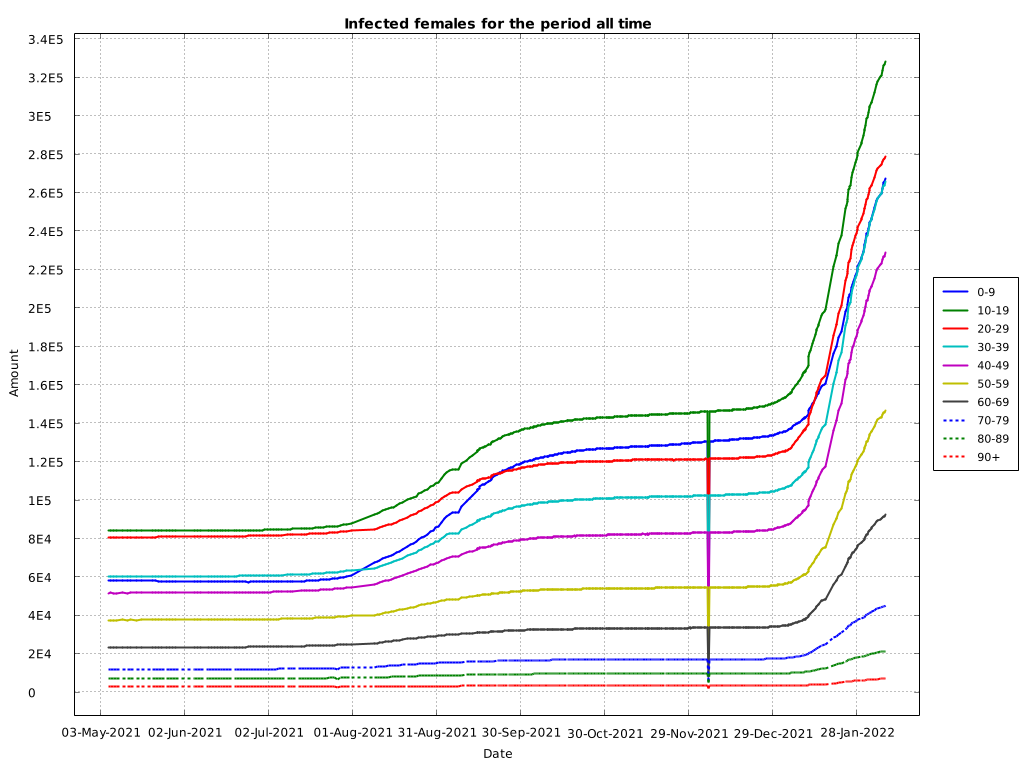 Infected females for the period all time
3.4E5
3.2E5
3E5
2.8E5
2.6E5
2.4E5
2.2E5
2E5
1.8E5
1.6E5
1.4E5
1.2E5
1E5
8E4
6E4
4E4
2E4
0
Amount
03-May-2021 02-Jun-2021 02-Jul-2021 01-Aug-2021 31-Aug-2021 30-Sep-2021 30-Oct-2021 29-Nov-2021 29-Dec-2021 28-Jan-2022
Date
0-9
10-19
20-29
30-39
40-49
50-59
60-69
70-79
80-89
90+